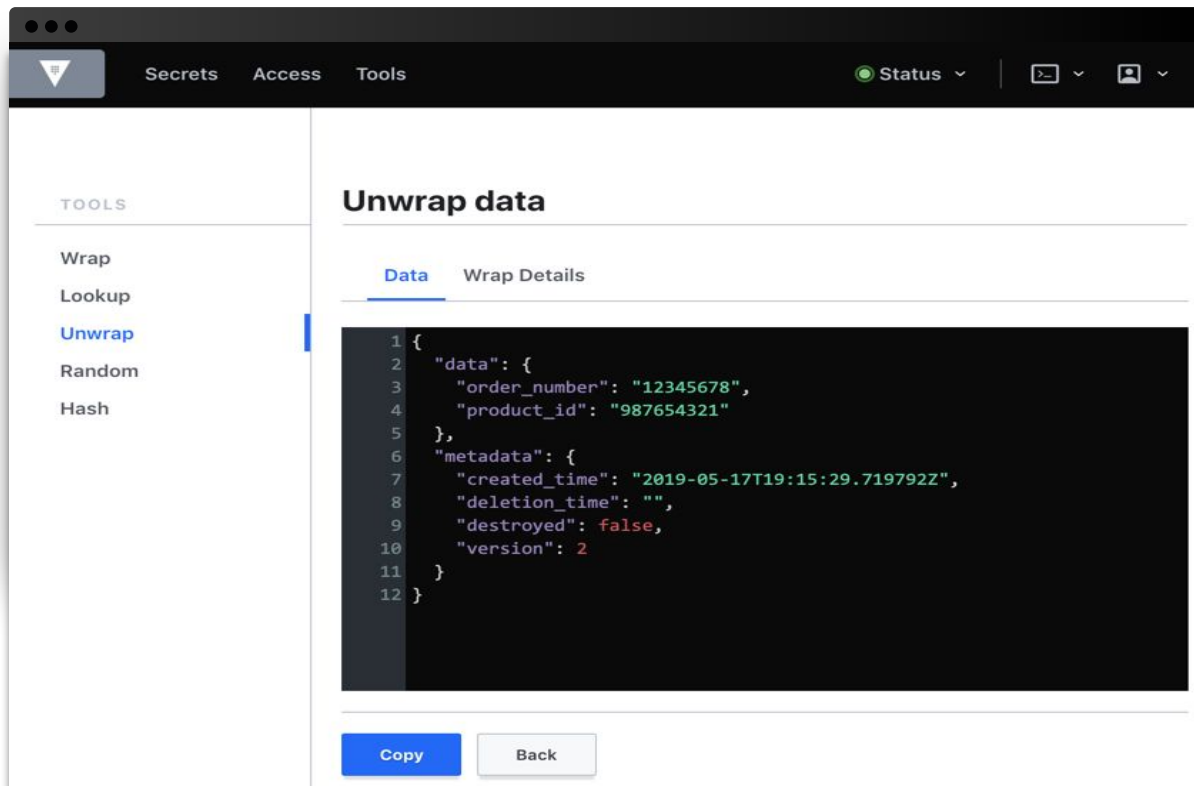 Secrets Access Tools Status
TOOLS
Wrap
Lookup
Unwrap
Random
Hash
Unwrap data
Data Wrap Details
1 {
2 "data": {
3 "order_number": "12345678",
4 "product_id": "987654321"
5 },
6 "metadata": {
7 "created_time": "2019-05-17T19:15:29.719792Z",
8 "deletion_time": "",
9 "destroyed": false,
10 "version": 2
11 }
12 }
Copy Back